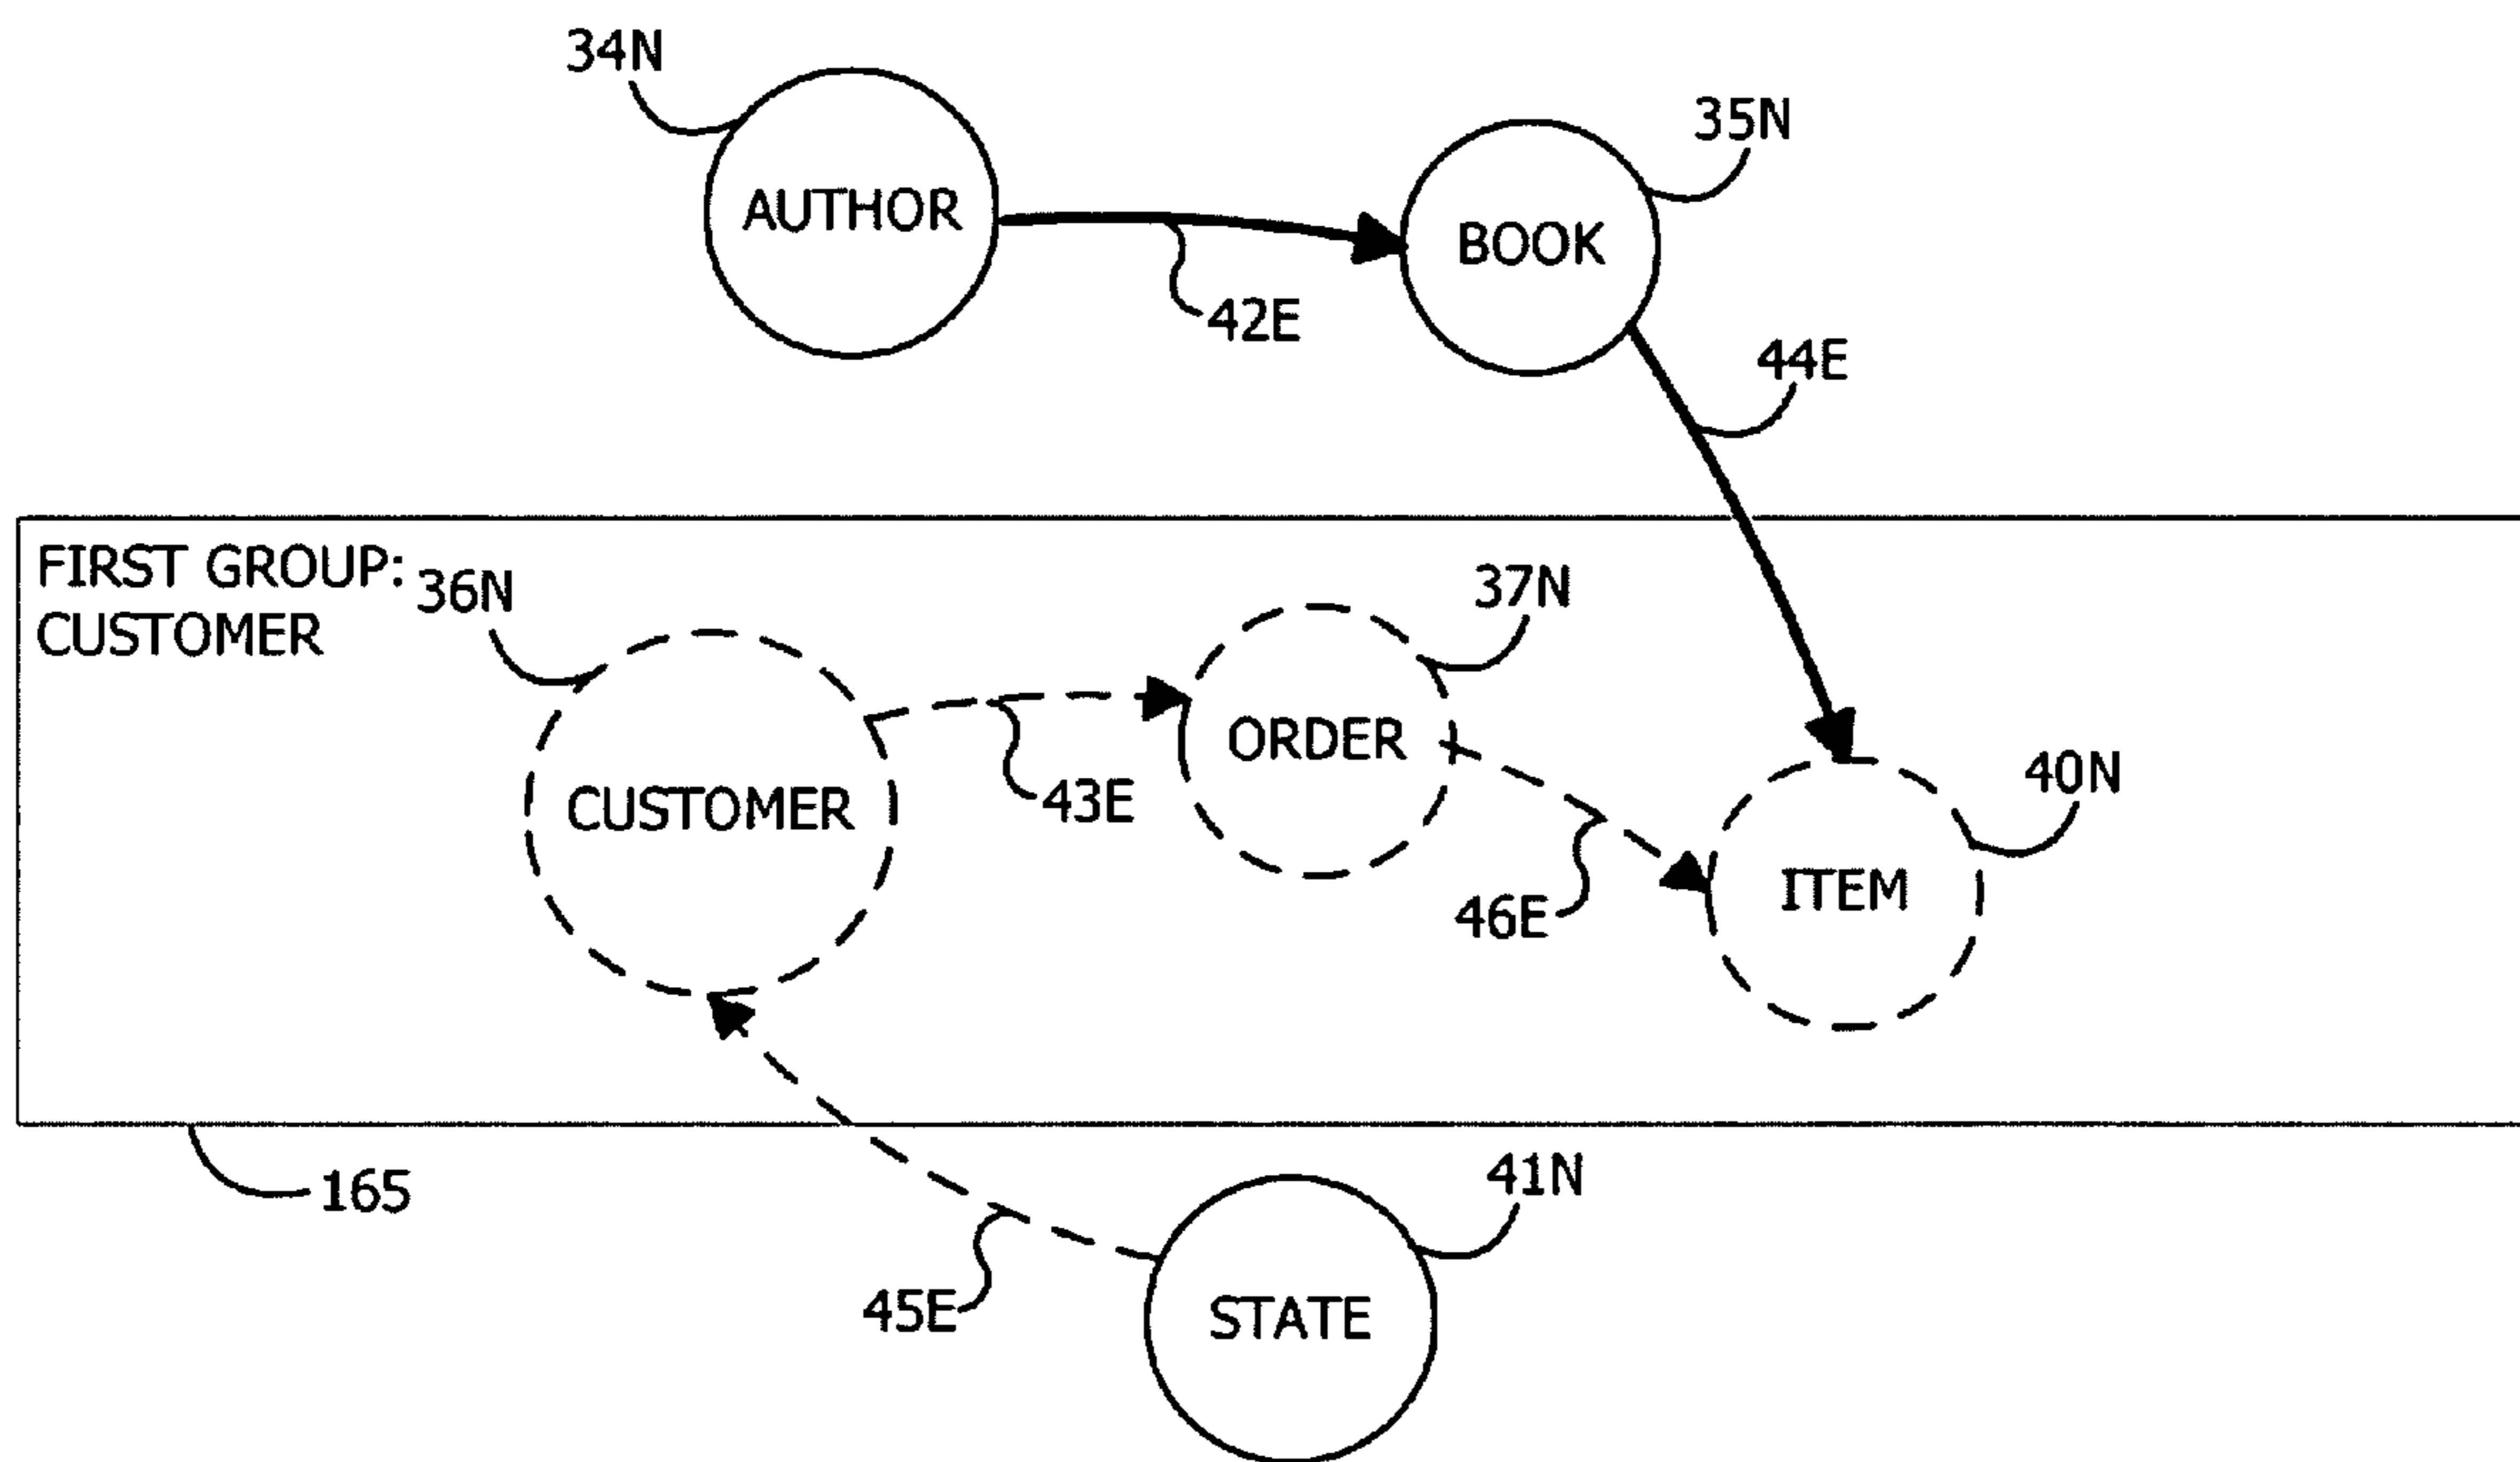 34N
35N
AUTHOR
BOOK
42E
44E
FIRST GROUP:
CUSTOMER
36N
37N
ORDER
40N
CUSTOMER
43E
ITEM
46E
165
41N
45E
STATE